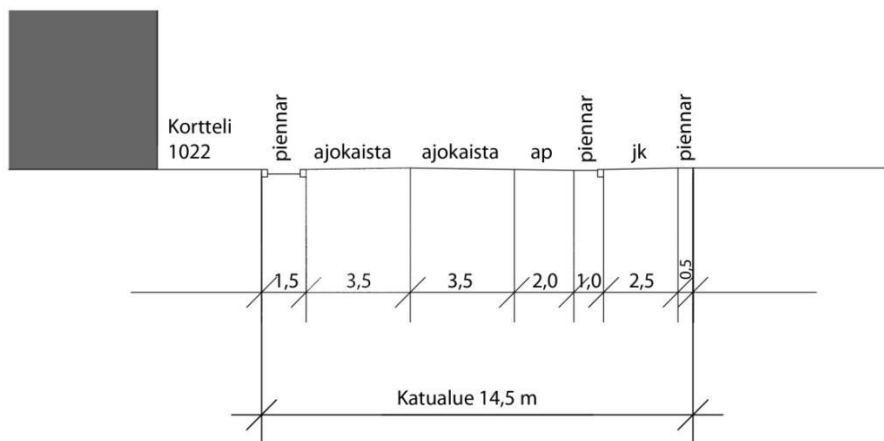 Kortteli
1022
piennar
ajokaista
ajokaista
ap
piennar
jk
piennar
1,5
3,5
3,5
2,0
1,0
2,5
0,5
Katualue 14,5 m